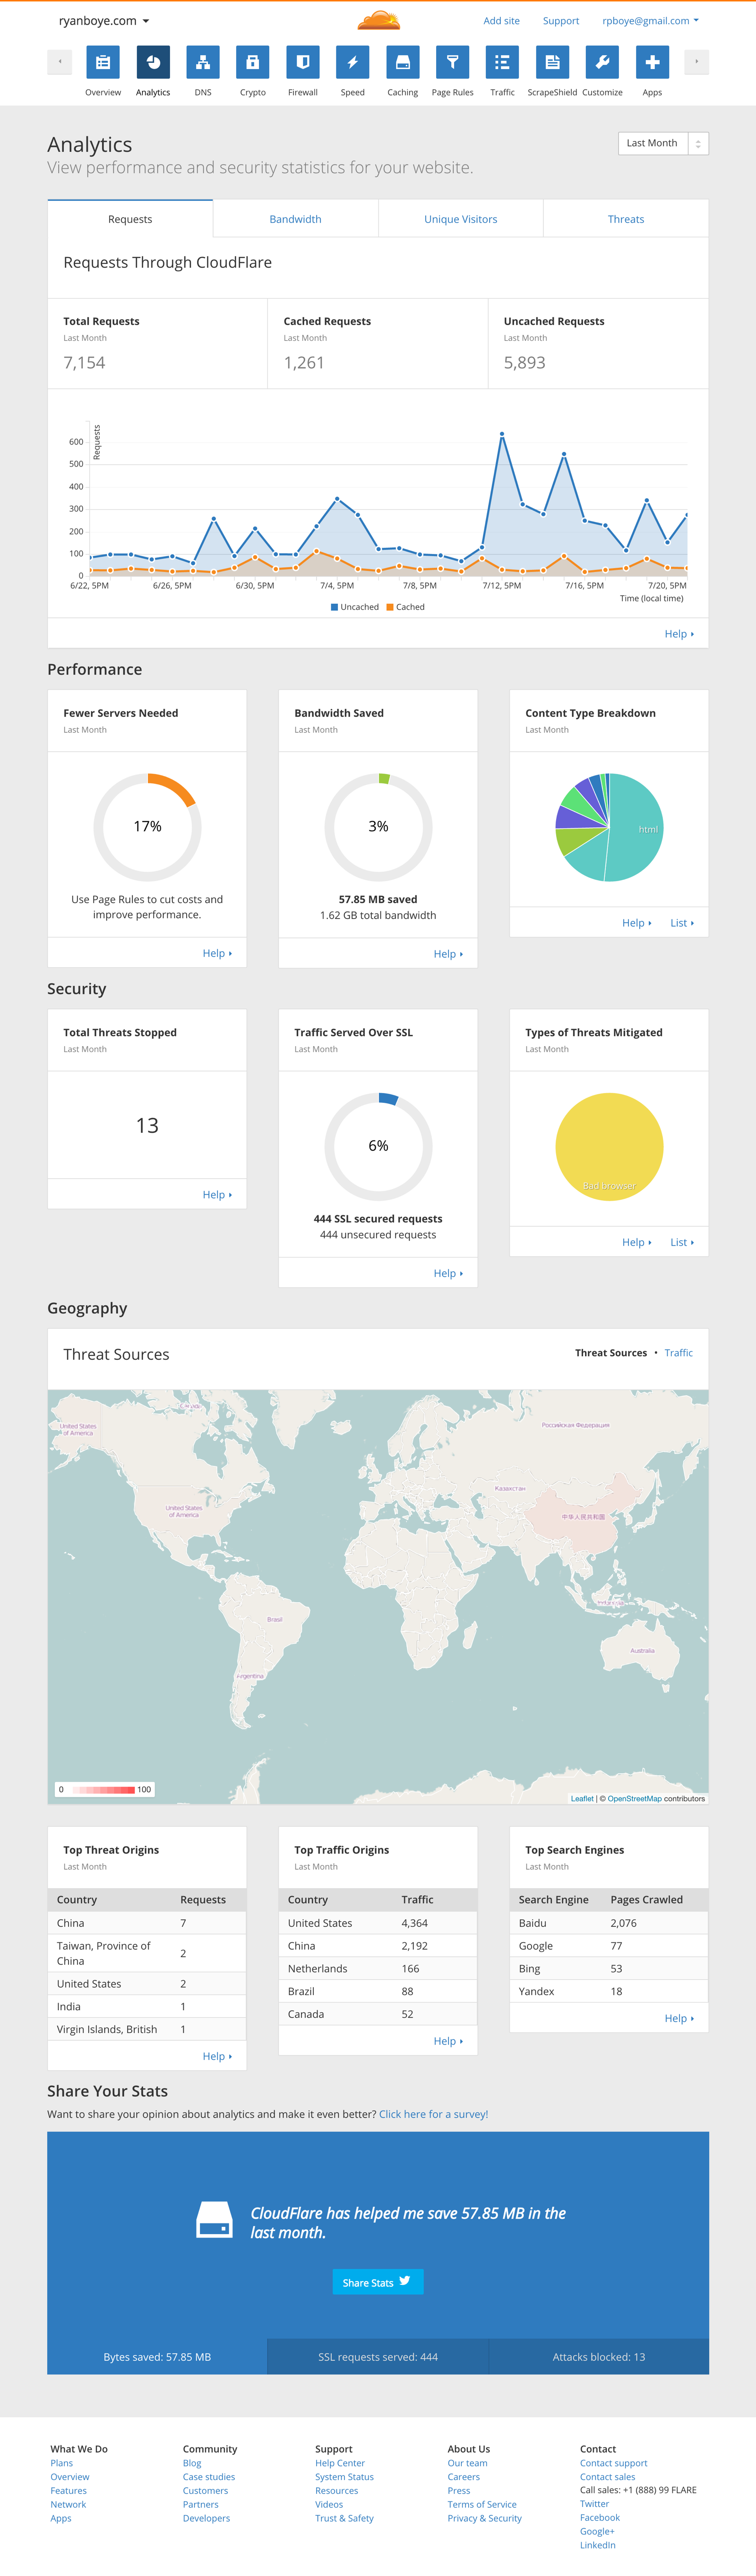 ryanboye.com
Add site Support rpboye@gmail.com
Overview Analytics DNS Crypto Firewall Speed Caching Page Rules Traffic ScrapeShield Customize Apps
Analytics
Last Month
View performance and security statistics for your website.
Requests Bandwidth Unique Visitors Threats
Requests Through CloudFlare
Total Requests Cached Requests Uncached Requests
Last Month Last Month Last Month
7,154 1,261 5,893
Requests
600
500
400
300
200
100
0
6/22, 5PM 6/26, 5PM 6/30, 5PM 7/4, 5PM 7/8, 5PM 7/12, 5PM 7/16, 5PM 7/20, 5PM
Time (local time)
Uncached Cached
Help
Performance
Fewer Servers Needed
Last Month
17%
Use Page Rules to cut costs and
improve performance.
Help
Bandwidth Saved
Last Month
3%
57.85 MB saved
1.62 GB total bandwidth
Help
Content Type Breakdown
Last Month
html
Help List
Security
Total Threats Stopped
Last Month
13
Help
Traffic Served Over SSL
Last Month
6%
444 SSL secured requests
444 unsecured requests
Help
Types of Threats Mitigated
Last Month
Bad browser
Help List
Geography
Threat Sources
Threat Sources • Traffic
United States
of America
Российская Федерация
Казахстан
United States
of America
中华人民共和国
Brasil
Australia
Argentina
0 100
Leaflet | © OpenStreetMap contributors
Top Threat Origins
Last Month
Country Requests
China 7
Taiwan, Province of
China 2
United States 2
India 1
Virgin Islands, British 1
Help
Top Traffic Origins
Last Month
Country Traffic
United States 4,364
China 2,192
Netherlands 166
Brazil 88
Canada 52
Help
Top Search Engines
Last Month
Search Engine Pages Crawled
Baidu 2,076
Google 77
Bing 53
Yandex 18
Help
Share Your Stats
Want to share your opinion about analytics and make it even better? Click here for a survey!
CloudFlare has helped me save 57.85 MB in the
last month.
Share Stats
Bytes saved: 57.85 MB SSL requests served: 444 Attacks blocked: 13
What We Do
Plans
Overview
Features
Network
Apps
Community
Blog
Case studies
Customers
Partners
Developers
Support
Help Center
System Status
Resources
Videos
Trust & Safety
About Us
Our team
Careers
Press
Terms of Service
Privacy & Security
Contact
Contact support
Contact sales
Call sales: +1 (888) 99 FLARE
Twitter
Facebook
Google+
LinkedIn